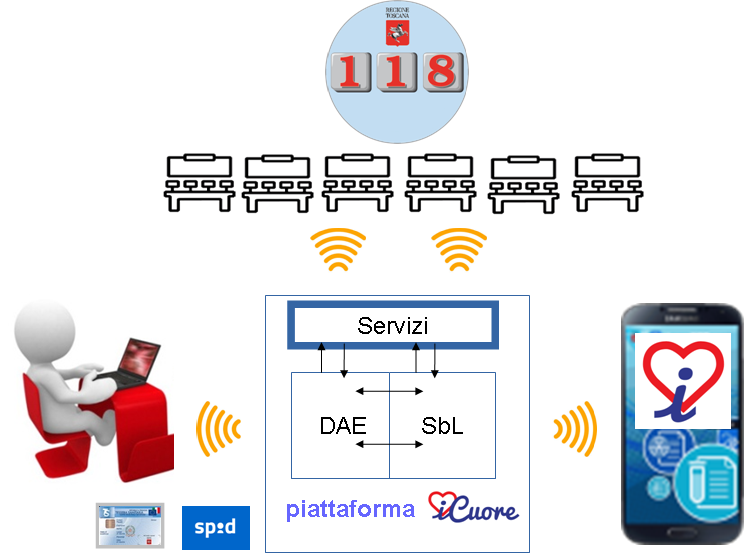 REGIONE
TOSCANA
118
Servizi
DAE
SbL
piattaforma iCuore
i
spid